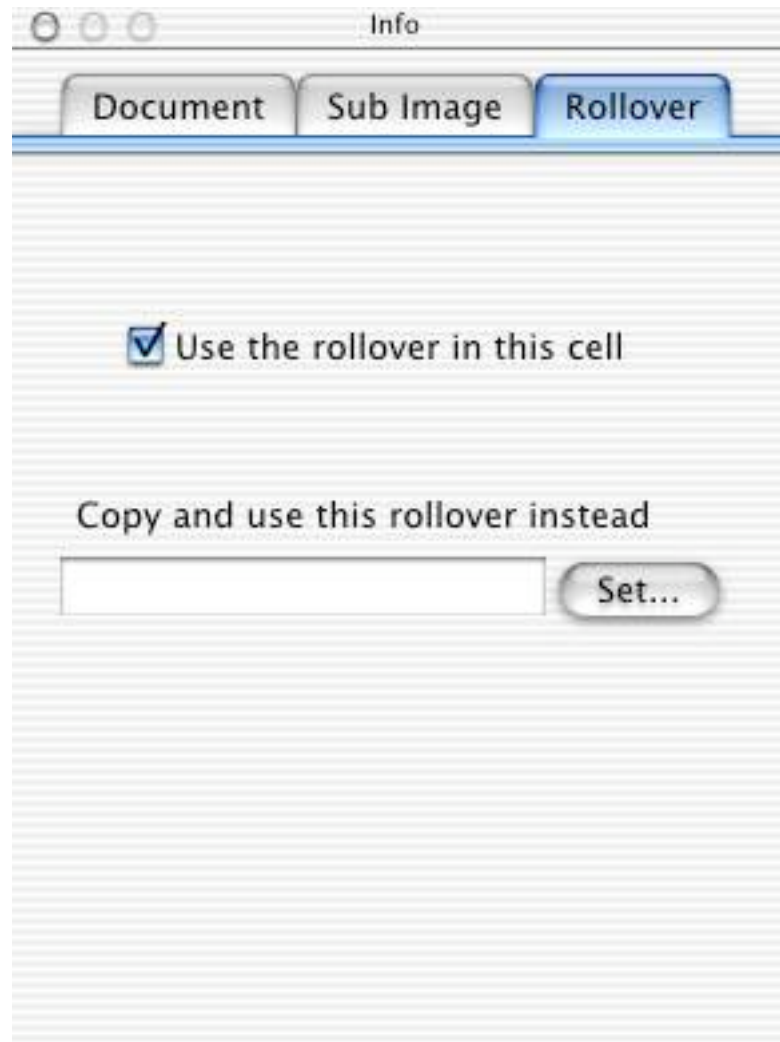 Info
Document Sub Image Rollover
Use the rollover in this cell
Copy and use this rollover instead
Set...